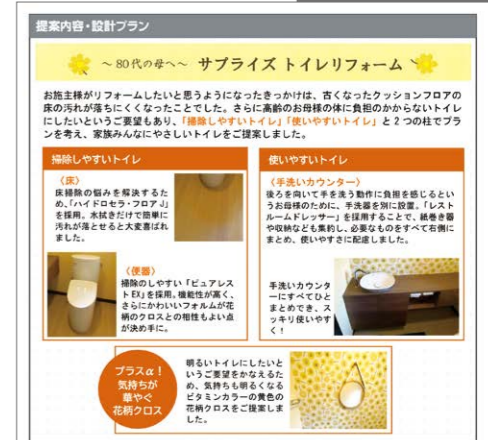 提案内容・設計プラン
～80代の母へ～ サプライズ トイレリフォーム
お施主様がリフォームしたいと思うようになったきっかけは、古くなったクッションフロアの
床の汚れが落ちにくくなったことでした。さらに高齢のお母様の体に負担のかからないトイレ
にしたいというご要望もあり、「掃除しやすいトイレ」「使いやすいトイレ」と2つの柱でプラ
ンを考え、家族みんなにやさしいトイレをご提案しました。
掃除しやすいトイレ
〈床〉
床掃除の悩みを解決するた
め、「ハイドロセラ・フロアJ」
を採用。水拭きだけで簡単に
汚れが落とせると大変喜ばれ
ました。
〈便器〉
掃除のしやすい「ピュアレス
トEX」を採用。機能性が高く、
さらにかわいいフォルムが花
柄のクロスとの相性もよい点
が決め手に。
使いやすいトイレ
〈手洗いカウンター〉
後ろを向いて手を洗う動作に負担を感じるとい
うお母様のために、手洗器を別に設置。「レスト
ルームドレッサー」を採用することで、紙巻き器
や収納なども集約し、必要なものをすべて右側に
まとめ、使いやすさに配慮しました。
手洗いカウンタ
ーにすべてひと
まとめでき、ス
ッキリ使いやす
く！
プラスα！
気持ちが
華やぐ
花柄クロス
明るいトイレにしたいと
いうご要望をかなえるた
め、気持ちも明るくなる
ビタミンカラーの黄色の
花柄クロスをご提案しま
した。